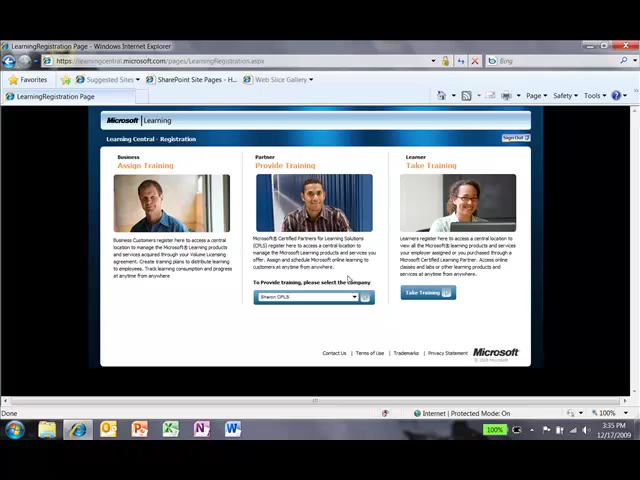 LearningRegistration Page - Windows Internet Explorer
https://learningcentral.microsoft.com/pages/LearningRegistration.aspx
Bing
Favorites
Suggested Sites
SharePoint Site Pages - H...
Web Slice Gallery
LearningRegistration Page
Page
Safety
Tools
Microsoft | Learning
Learning Central - Registration
Sign Out
Business
Assign Training
Business Customers register here to access a central
location to manage the Microsoft® Learning products
and services acquired through your Volume Licensing
agreement. Create training plans to distribute learning
to employees. Track learning consumption and progress
at anytime from anywhere
Partner
Provide Training
Microsoft® Certified Partners for Learning Solutions
(CPLS) register here to access a central location to
manage the Microsoft Learning products and services you
offer. Assign and schedule Microsoft online learning to
customers at anytime from anywhere.
To Provide training, please select the company
Sharon CPLS
Learner
Take Training
Learners register here to access a central location to
view all the Microsoft® learning products and services
your employer assigned or you purchased through a
Microsoft Certified Learning Partner. Access online
classes and labs or other learning products and
services at anytime from anywhere.
Take Training
Contact Us | Terms of Use | Trademarks | Privacy Statement
Microsoft
© 2009 Microsoft
Done
Internet | Protected Mode: On
100%
100%
3:35 PM
12/17/2009